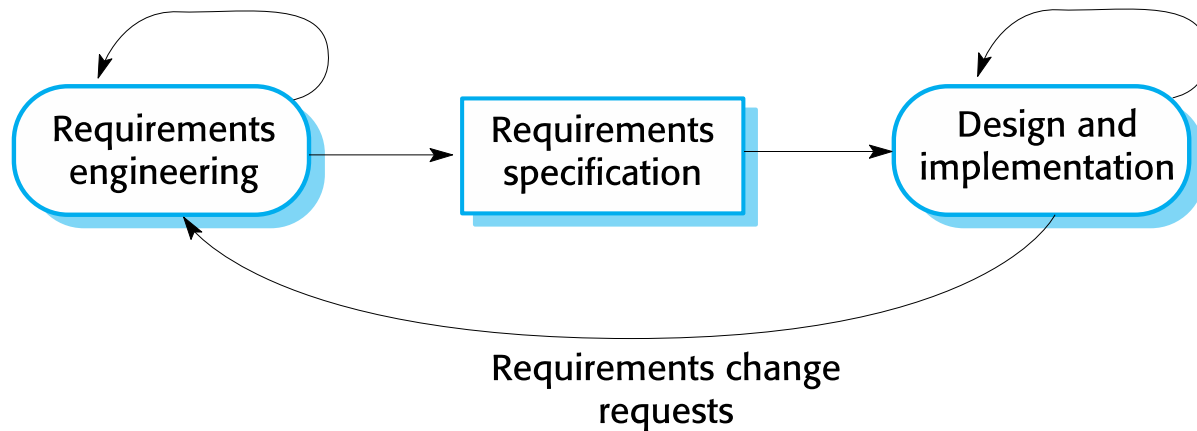 Requirements
engineering
Requirements
specification
Design and
implementation
Requirements change
requests